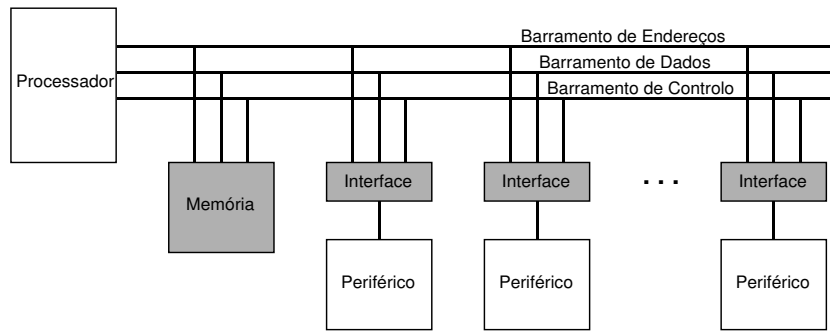 Barramento de Endereços
Barramento de Dados
Processador
Barramento de Controlo
Memória
Interface
Interface
. . .
Interface
Periférico
Periférico
Periférico